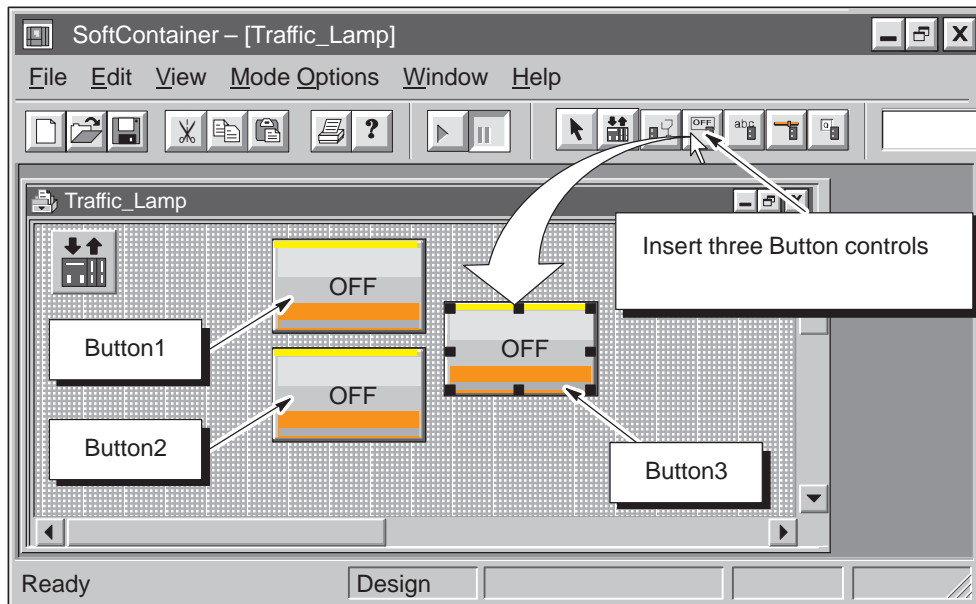 SoftContainer – [Traffic_Lamp]
File Edit View Mode Options Window Help
OFF
abc
Traffic_Lamp
Insert three Button controls
OFF
Button1
OFF
OFF
Button2
Button3
Ready
Design